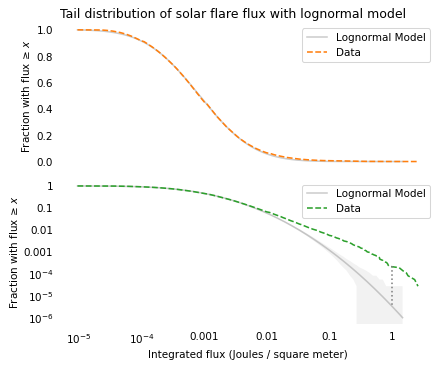 Tail distribution of solar flare flux with lognormal model
Fraction with flux ≥ x
1.0
0.8
0.6
0.4
0.2
0.0
Lognormal Model
Data
Fraction with flux ≥ x
1
0.1
0.01
0.001
10⁻⁴
10⁻⁵
10⁻⁶
Lognormal Model
Data
10⁻⁵ 10⁻⁴ 0.001 0.01 0.1 1
Integrated flux (Joules / square meter)